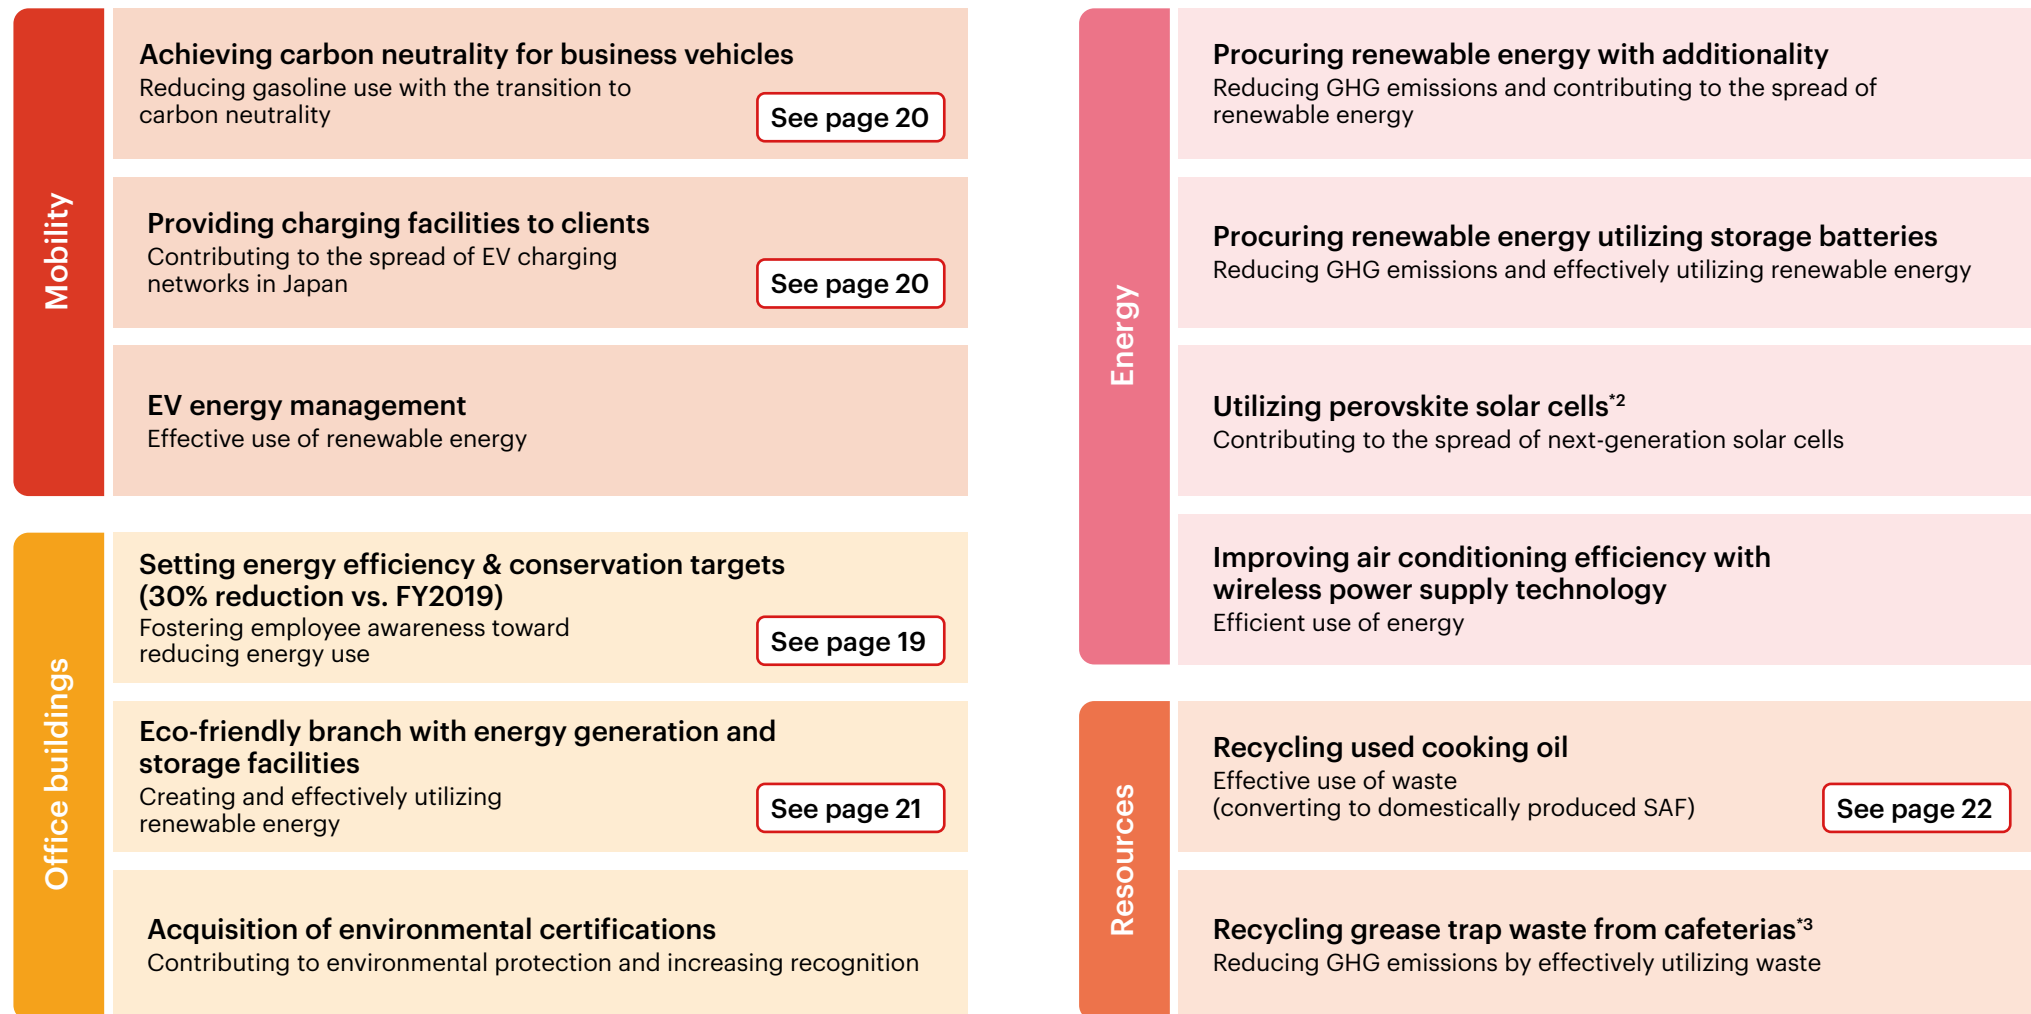 Mobility
Achieving carbon neutrality for business vehicles
Reducing gasoline use with the transition to
carbon neutrality
See page 20
Providing charging facilities to clients
Contributing to the spread of EV charging
networks in Japan
See page 20
EV energy management
Effective use of renewable energy
Office buildings
Setting energy efficiency & conservation targets
(30% reduction vs. FY2019)
Fostering employee awareness toward
reducing energy use
See page 19
Eco-friendly branch with energy generation and
storage facilities
Creating and effectively utilizing
renewable energy
See page 21
Acquisition of environmental certifications
Contributing to environmental protection and increasing recognition
Energy
Procuring renewable energy with additionality
Reducing GHG emissions and contributing to the spread of
renewable energy
Procuring renewable energy utilizing storage batteries
Reducing GHG emissions and effectively utilizing renewable energy
Utilizing perovskite solar cells*2
Contributing to the spread of next-generation solar cells
Improving air conditioning efficiency with
wireless power supply technology
Efficient use of energy
Resources
Recycling used cooking oil
Effective use of waste
(converting to domestically produced SAF)
See page 22
Recycling grease trap waste from cafeterias*3
Reducing GHG emissions by effectively utilizing waste